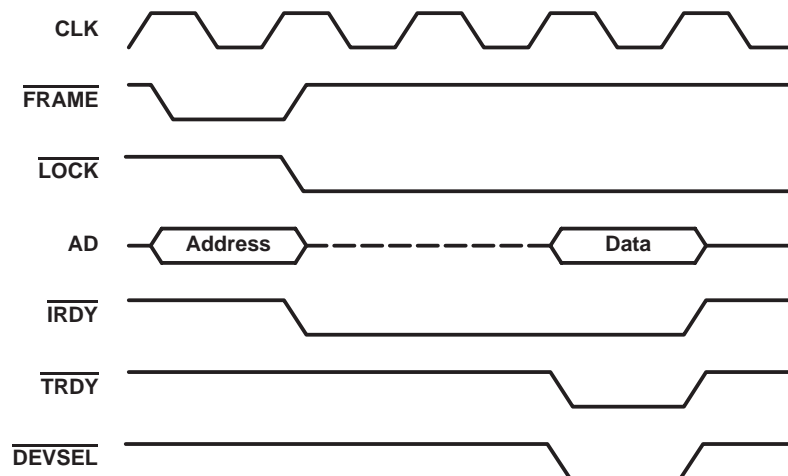 CLK
FRAME
LOCK
AD Address Data
IRDY
TRDY
DEVSEL